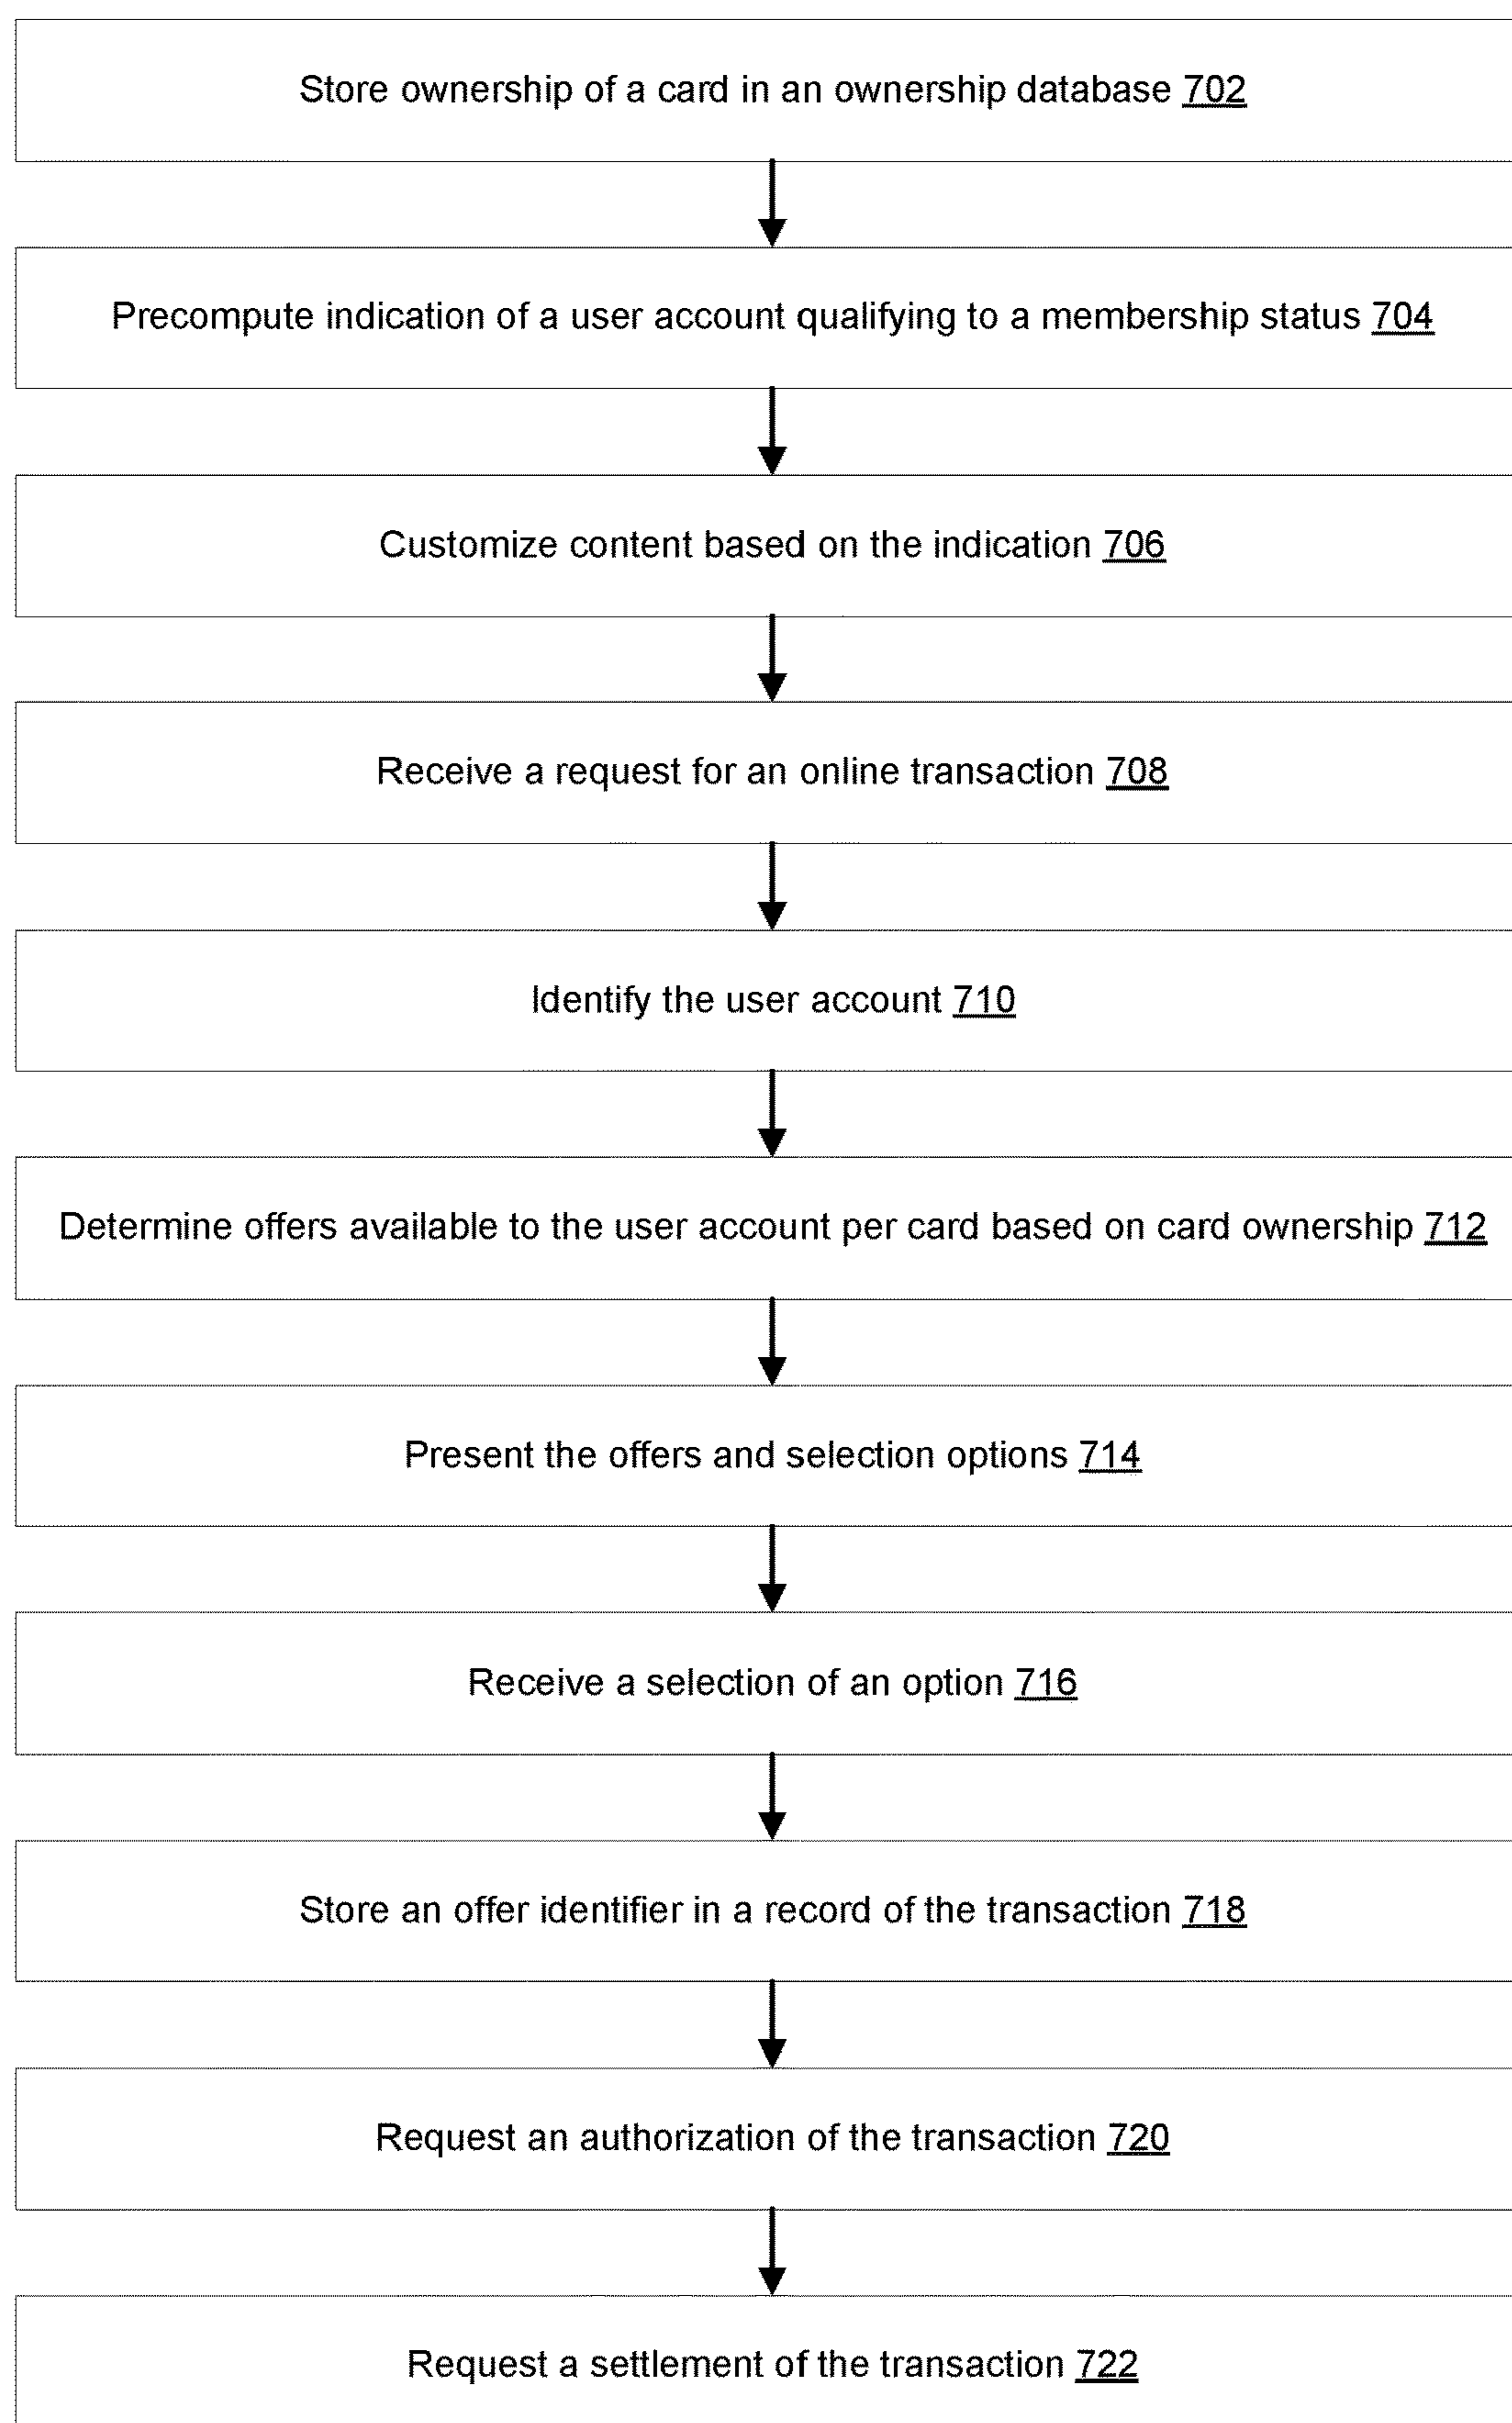 Store ownership of a card in an ownership database 702
Precompute indication of a user account qualifying to a membership status 704
Customize content based on the indication 706
Receive a request for an online transaction 708
Identify the user account 710
Determine offers available to the user account per card based on card ownership 712
Present the offers and selection options 714
Receive a selection of an option 716
Store an offer identifier in a record of the transaction 718
Request an authorization of the transaction 720
Request a settlement of the transaction 722